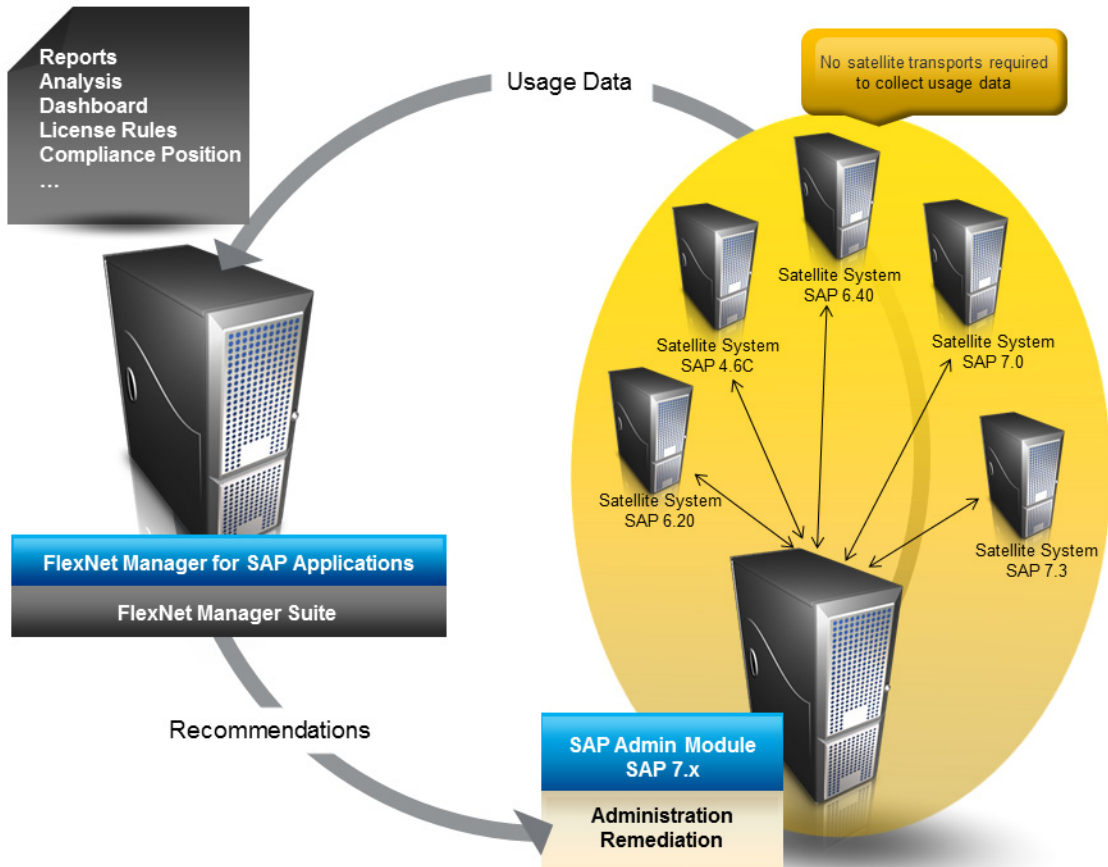 Reports
Analysis
Dashboard
License Rules
Compliance Position
...
Usage Data
No satellite transports required
to collect usage data
Satellite System
SAP 6.40
Satellite System
SAP 4.6C
Satellite System
SAP 7.0
Satellite System
SAP 6.20
Satellite System
SAP 7.3
FlexNet Manager for SAP Applications
FlexNet Manager Suite
Recommendations
SAP Admin Module
SAP 7.x
Administration
Remediation